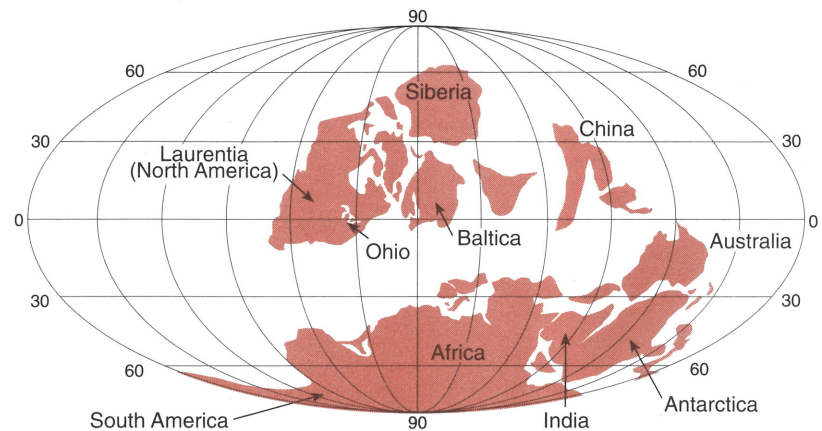 90
60
60
Siberia
30
China
30
Laurentia
(North America)
0
0
Ohio
Baltica
Australia
30
30
Africa
60
60
South America
90
India
Antarctica